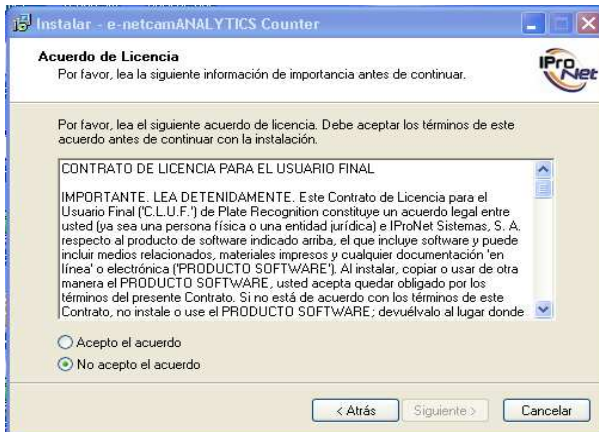 Instalar - e-netcamANALYTICS Counter
Acuerdo de Licencia
Por favor, lea la siguiente información de importancia antes de continuar.
IPro
Net
Por favor, lea el siguiente acuerdo de licencia. Debe aceptar los términos de este
acuerdo antes de continuar con la instalación.
CONTRATO DE LICENCIA PARA EL USUARIO FINAL
IMPORTANTE. LEA DETENIDAMENTE. Este Contrato de Licencia para el
Usuario Final ('C.L.U.F.') de Plate Recognition constituye un acuerdo legal entre
usted (ya sea una persona física o una entidad jurídica) e IProNet Sistemas, S. A.
respecto al producto de software indicado arriba, el que incluye software y puede
incluir medios relacionados, materiales impresos y cualquier documentación 'en
línea' o electrónica ('PRODUCTO SOFTWARE'). Al instalar, copiar o usar de otra
manera el PRODUCTO SOFTWARE, usted acepta quedar obligado por los
términos del presente Contrato. Si no está de acuerdo con los términos de este
Contrato, no instale o use el PRODUCTO SOFTWARE; devuélvalo al lugar donde
Acepto el acuerdo
No acepto el acuerdo
< Atrás
Siguiente >
Cancelar